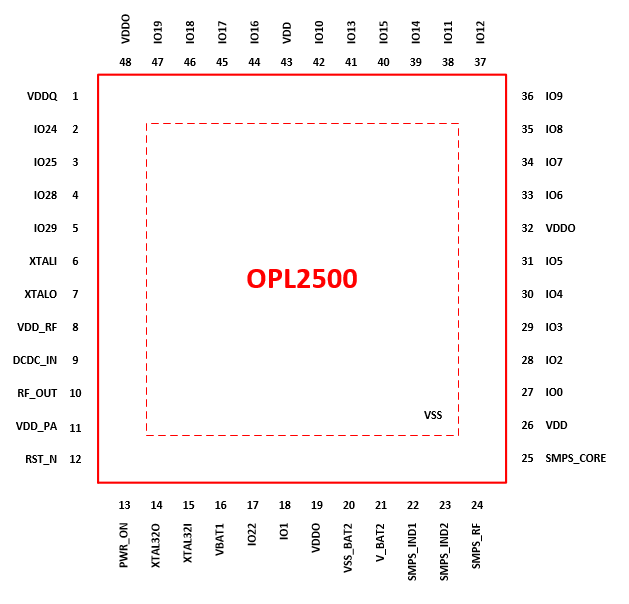 VDDO IO19 IO18 IO17 IO16 VDD IO10 IO13 IO15 IO14 IO11 IO12
48 47 46 45 44 43 42 41 40 39 38 37
VDDQ 1 36 IO9
IO24 2 35 IO8
IO25 3 34 IO7
IO28 4 33 IO6
IO29 5 32 VDDO
XTALI 6 31 IO5
OPL2500
XTALO 7 30 IO4
VDD_RF 8 29 IO3
DCDC_IN 9 28 IO2
RF_OUT 10 27 IO0
VSS
VDD_PA 11 26 VDD
RST_N 12 25 SMPS_CORE
13 14 15 16 17 18 19 20 21 22 23 24
PWR_ON XTAL32O XTAL32I VBAT1 IO22 IO1 VDDO VSS_BAT2 V_BAT2 SMPS_IND1 SMPS_IND2 SMPS_RF